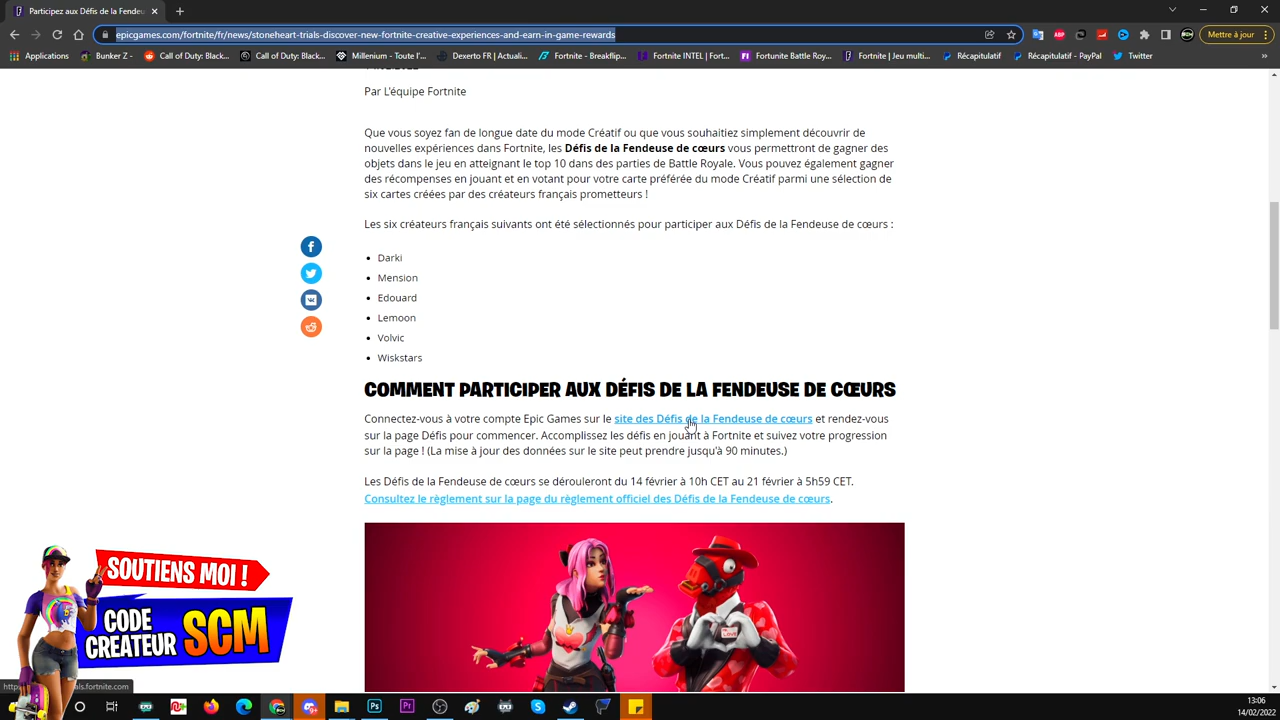 Participez aux Défis de la Fendeu
epicgames.com/fortnite/fr/news/stoneheart-trials-discover-new-fortnite-creative-experiences-and-earn-in-game-rewards
Mettre à jour
Applications
Bunker Z -
Call of Duty: Black...
Call of Duty: Black...
Millenium - Toute l'...
Dexerto FR | Actuali...
Fortnite - Breakflip...
Fortnite INTEL | Fort...
Fortunite Battle Roy...
Fortnite | Jeu multi...
Récapitulatif
Récapitulatif - PayPal
Twitter
Par L'équipe Fortnite
Que vous soyez fan de longue date du mode Créatif ou que vous souhaitiez simplement découvrir de
nouvelles expériences dans Fortnite, les Défis de la Fendeuse de cœurs vous permettront de gagner des
objets dans le jeu en atteignant le top 10 dans des parties de Battle Royale. Vous pouvez également gagner
des récompenses en jouant et en votant pour votre carte préférée du mode Créatif parmi une sélection de
six cartes créées par des créateurs français prometteurs !
Les six créateurs français suivants ont été sélectionnés pour participer aux Défis de la Fendeuse de cœurs :
Darki
Mension
Edouard
Lemoon
Volvic
Wiskstars
COMMENT PARTICIPER AUX DÉFIS DE LA FENDEUSE DE CŒURS
Connectez-vous à votre compte Epic Games sur le site des Défis de la Fendeuse de cœurs et rendez-vous
sur la page Défis pour commencer. Accomplissez les défis en jouant à Fortnite et suivez votre progression
sur la page ! (La mise à jour des données sur le site peut prendre jusqu'à 90 minutes.)
Les Défis de la Fendeuse de cœurs se dérouleront du 14 février à 10h CET au 21 février à 5h59 CET.
Consultez le règlement sur la page du règlement officiel des Défis de la Fendeuse de cœurs.
SOUTIENS MOI !
CODE
CREATEUR SCM
als.fortnite.com
13:06
14/02/2022